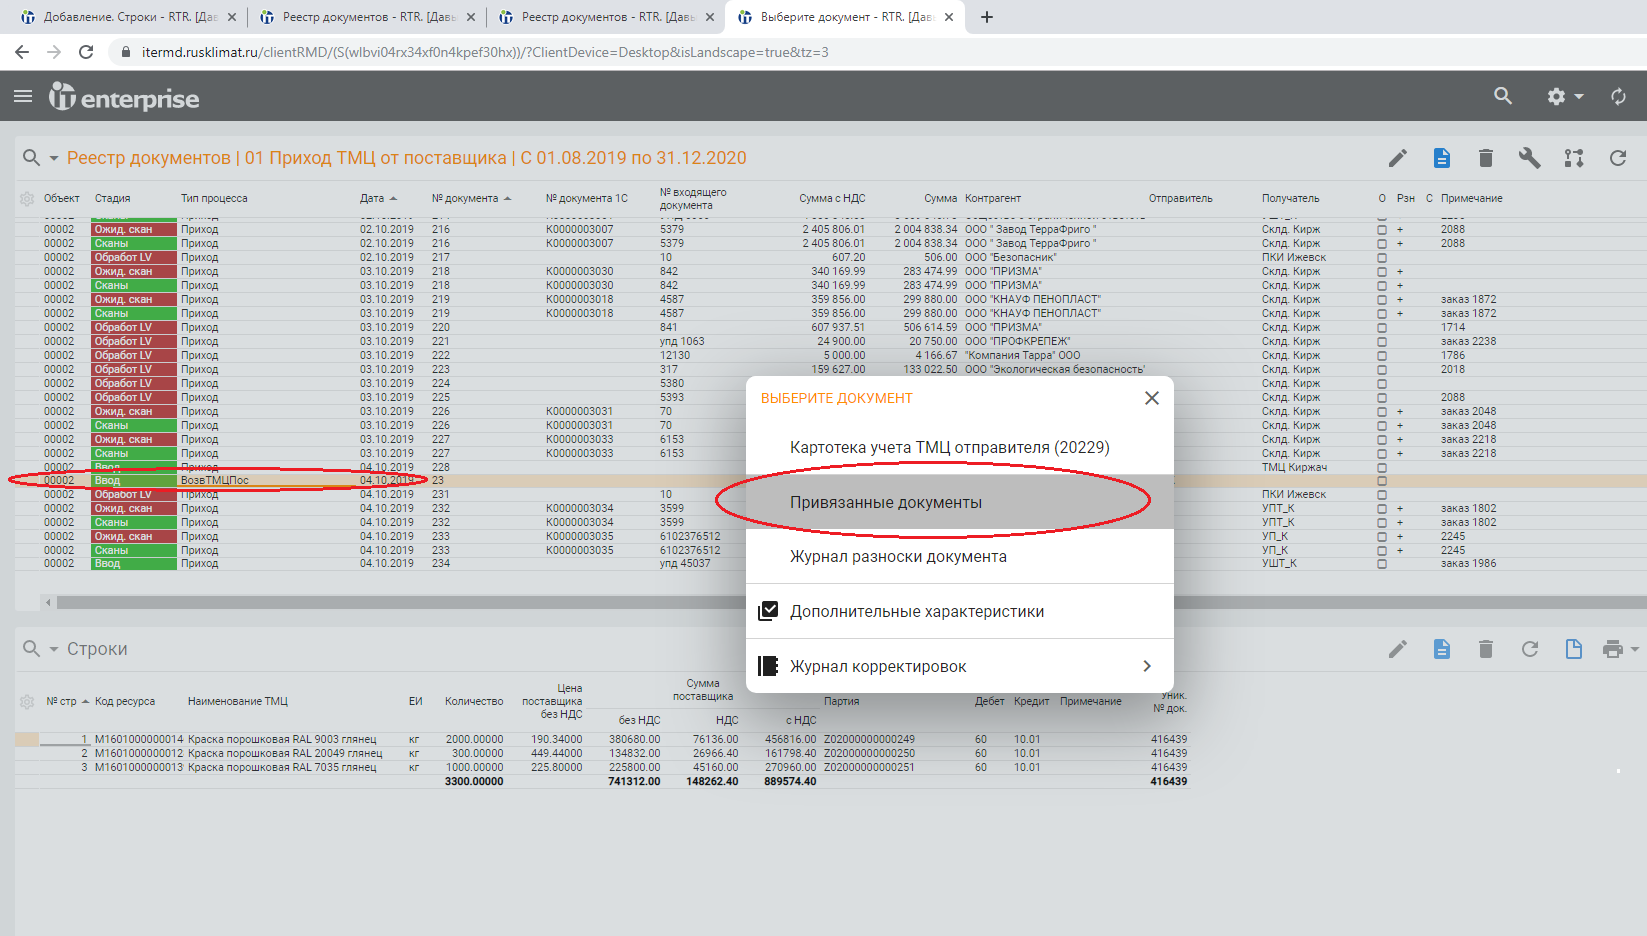 Добавление. Строки - RTR. [Дав
Реестр документов - RTR. [Давы
Реестр документов - RTR. [Давы
Выберите документ - RTR. [Давы
itermd.rusklimat.ru/clientRMD/(S(wlbvi04rx34xf0n4kpef30hx))/?ClientDevice=Desktop&isLandscape=true&tz=3
enterprise
Реестр документов | 01 Приход ТМЦ от поставщика | С 01.08.2019 по 31.12.2020
Объект Стадия Тип процесса Дата № документа № документа 1С № входящего документа Сумма с НДС Сумма Контрагент Отправитель Получатель О Рзн С Примечание
00002 Ожид. скан Приход 02.10.2019 216 К0000003007 5379 2 405 806.01 2 004 838.34 ООО " Завод ТерраФриго " Склд. Кирж + 2088
00002 Сканы Приход 02.10.2019 216 К0000003007 5379 2 405 806.01 2 004 838.34 ООО " Завод ТерраФриго " Склд. Кирж + 2088
00002 Обработ LV Приход 02.10.2019 217 10 607.20 506.00 ООО "Безопасник" ПКИ Ижевск
00002 Ожид. скан Приход 03.10.2019 218 К0000003030 842 340 169.99 283 474.99 ООО "ПРИЗМА" Склд. Кирж +
00002 Сканы Приход 03.10.2019 218 К0000003030 842 340 169.99 283 474.99 ООО "ПРИЗМА" Склд. Кирж +
00002 Ожид. скан Приход 03.10.2019 219 К0000003018 4587 359 856.00 299 880.00 ООО "КНАУФ ПЕНОПЛАСТ" Склд. Кирж + заказ 1872
00002 Сканы Приход 03.10.2019 219 К0000003018 4587 359 856.00 299 880.00 ООО "КНАУФ ПЕНОПЛАСТ" Склд. Кирж + заказ 1872
00002 Обработ LV Приход 03.10.2019 220 841 607 937.51 506 614.59 ООО "ПРИЗМА" Склд. Кирж 1714
00002 Обработ LV Приход 03.10.2019 221 упд 1063 24 900.00 20 750.00 ООО "ПРОФКРЕПЕЖ" Склд. Кирж заказ 2238
00002 Обработ LV Приход 03.10.2019 222 12130 5 000.00 4 166.67 "Компания Тарра" ООО Склд. Кирж 1786
00002 Обработ LV Приход 03.10.2019 223 317 159 627.00 133 022.50 ООО "Экологическая безопасность" Склд. Кирж 2018
00002 Обработ LV Приход 03.10.2019 224 5380 Склд. Кирж
00002 Обработ LV Приход 03.10.2019 225 5393 Склд. Кирж 2088
00002 Ожид. скан Приход 03.10.2019 226 К0000003031 70 Склд. Кирж + заказ 2048
00002 Сканы Приход 03.10.2019 226 К0000003031 70 Склд. Кирж + заказ 2048
00002 Ожид. скан Приход 03.10.2019 227 К0000003033 6153 Склд. Кирж + заказ 2218
00002 Сканы Приход 03.10.2019 227 К0000003033 6153 Склд. Кирж + заказ 2218
00002 Ввод Приход 04.10.2019 228 ТМЦ Киржач
00002 Ввод ВозвТМЦПос 04.10.2019 23
00002 Обработ LV Приход 04.10.2019 231 10 ПКИ Ижевск
00002 Ожид. скан Приход 04.10.2019 232 К0000003034 3599 УПТ_К + заказ 1802
00002 Сканы Приход 04.10.2019 232 К0000003034 3599 УПТ_К + заказ 1802
00002 Ожид. скан Приход 04.10.2019 233 К0000003035 6102376512 УП_К + 2245
00002 Сканы Приход 04.10.2019 233 К0000003035 6102376512 УП_К + 2245
00002 Ввод Приход 04.10.2019 234 упд 45037 УШТ_К заказ 1986
ВЫБЕРИТЕ ДОКУМЕНТ
Картотека учета ТМЦ отправителя (20229)
Привязанные документы
Журнал разноски документа
Дополнительные характеристики
Журнал корректировок
Строки
№ стр Код ресурса Наименование ТМЦ ЕИ Количество Цена поставщика без НДС Сумма поставщика Партия Дебет Кредит Примечание Уник. № док.
без НДС НДС с НДС
1 М1601000000014 Краска порошковая RAL 9003 глянец кг 2000.00000 190.34000 380680.00 76136.00 456816.00 Z02000000000249 60 10.01 416439
2 М1601000000012 Краска порошковая RAL 20049 глянец кг 300.00000 449.44000 134832.00 26966.40 161798.40 Z02000000000250 60 10.01 416439
3 М1601000000013 Краска порошковая RAL 7035 глянец кг 1000.00000 225.80000 225800.00 45160.00 270960.00 Z02000000000251 60 10.01 416439
3300.00000 741312.00 148262.40 889574.40 416439